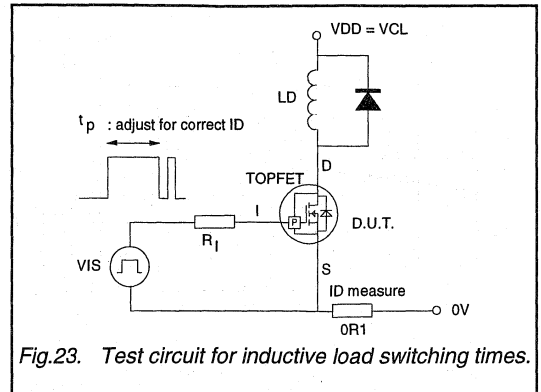 VDD = VCL
LD
t p : adjust for correct ID
D
TOPFET
I
P
D.U.T.
R I
VIS
S
ID measure
0V
0R1
Fig.23. Test circuit for inductive load switching times.